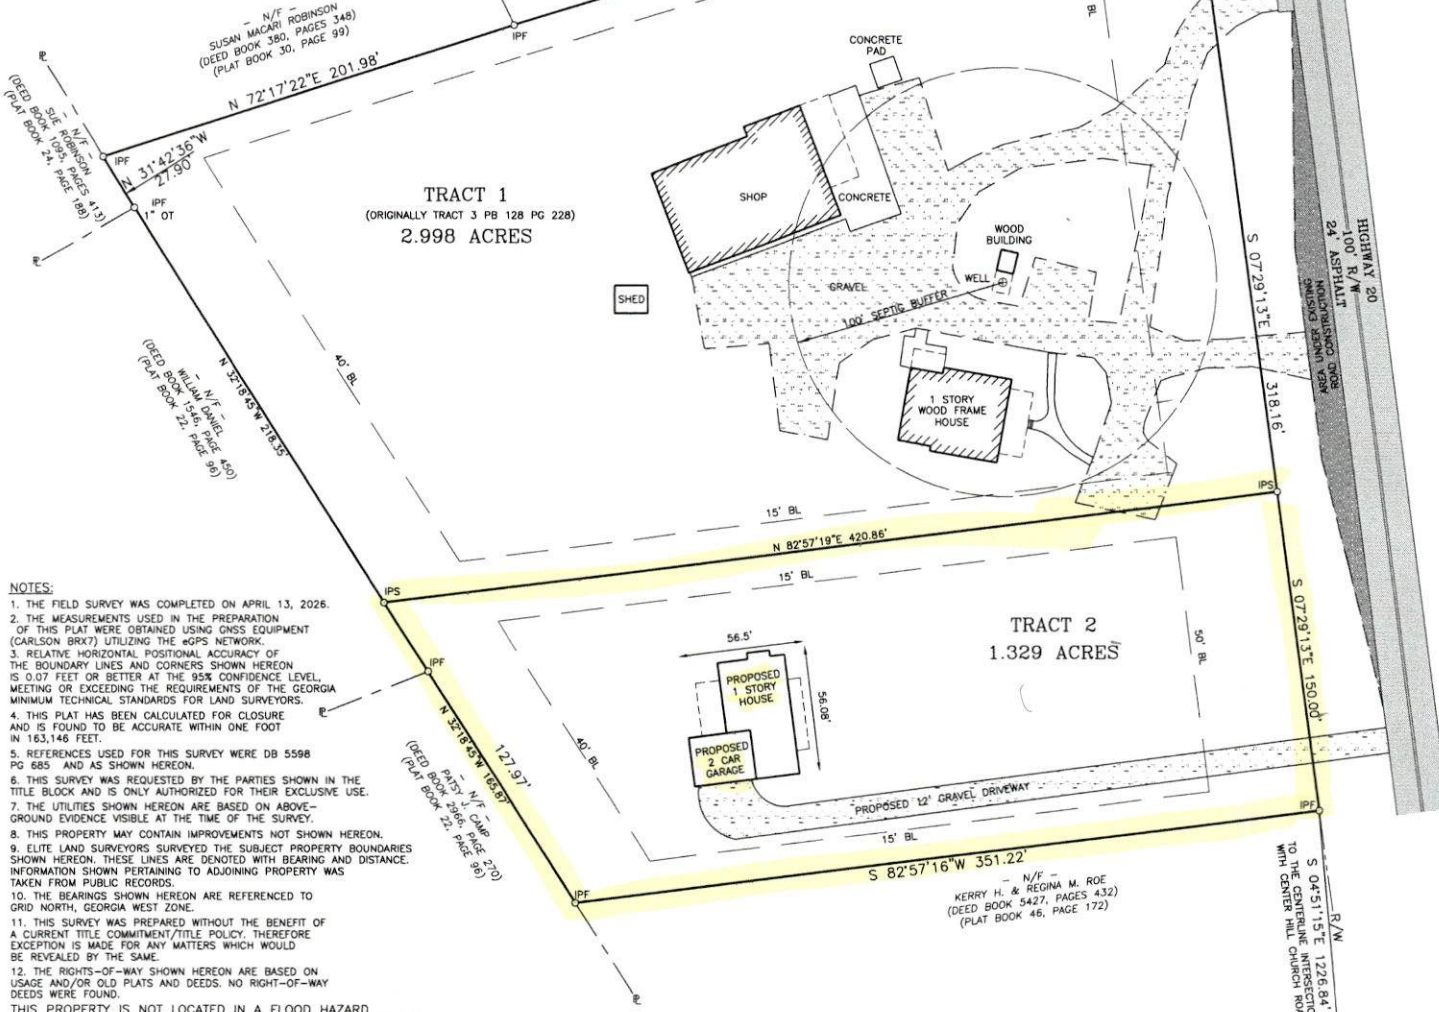 – N/F –
SUSAN MACARI ROBINSON
(DEED BOOK 380, PAGES 348)
(PLAT BOOK 30, PAGE 99)
IPF
N 72°17'22"E 201.98'
– N/F –
SUE ROBINSON
(DEED BOOK 1095, PAGES 413)
(PLAT BOOK 24, PAGE 188)
IPF
N 31°42'36"W
27.90'
IPF
1" OT
TRACT 1
(ORIGINALLY TRACT 3 PB 128 PG 228)
2.998 ACRES
BL
CONCRETE
PAD
SHOP
CONCRETE
WOOD
BUILDING
WELL
GRAVEL
100' SEPTIC BUFFER
SHED
1 STORY
WOOD FRAME
HOUSE
S 07°29'13"E
318.16'
HIGHWAY 20
100' R/W
24' ASPHALT
AREA UNDER EXISTING
ROAD CONSTRUCTION
40' BL
N 32°18'45"W 218.35'
– N/F –
WILLIAM DANIEL
(DEED BOOK 1546, PAGE 450)
(PLAT BOOK 22, PAGE 96)
15' BL
IPS
N 82°57'19"E 420.86'
IPS
15' BL
TRACT 2
1.329 ACRES
50' BL
S 07°29'13"E 150.00'
56.5'
56.08'
PROPOSED
1 STORY
HOUSE
PROPOSED
2 CAR
GARAGE
PROPOSED 12' GRAVEL DRIVEWAY
IPF
40' BL
N 32°18'45"W 165.87'
127.97'
– N/F –
PATSY J. CAMP
(DEED BOOK 2966, PAGE 270)
(PLAT BOOK 22, PAGE 96)
15' BL
IPF
S 82°57'16"W 351.22'
IPF
– N/F –
KERRY H. & REGINA M. ROE
(DEED BOOK 5427, PAGES 432)
(PLAT BOOK 46, PAGE 172)
R/W
S 04°51'15"E 1226.84'
TO THE CENTERLINE INTERSECTIO
WITH CENTER HILL CHURCH ROA
NOTES:
1. THE FIELD SURVEY WAS COMPLETED ON APRIL 13, 2026.
2. THE MEASUREMENTS USED IN THE PREPARATION
OF THIS PLAT WERE OBTAINED USING GNSS EQUIPMENT
(CARLSON BRX7) UTILIZING THE eGPS NETWORK.
3. RELATIVE HORIZONTAL POSITIONAL ACCURACY OF
THE BOUNDARY LINES AND CORNERS SHOWN HEREON
IS 0.07 FEET OR BETTER AT THE 95% CONFIDENCE LEVEL,
MEETING OR EXCEEDING THE REQUIREMENTS OF THE GEORGIA
MINIMUM TECHNICAL STANDARDS FOR LAND SURVEYORS.
4. THIS PLAT HAS BEEN CALCULATED FOR CLOSURE
AND IS FOUND TO BE ACCURATE WITHIN ONE FOOT
IN 163,146 FEET.
5. REFERENCES USED FOR THIS SURVEY WERE DB 5598
PG 685 AND AS SHOWN HEREON.
6. THIS SURVEY WAS REQUESTED BY THE PARTIES SHOWN IN THE
TITLE BLOCK AND IS ONLY AUTHORIZED FOR THEIR EXCLUSIVE USE.
7. THE UTILITIES SHOWN HEREON ARE BASED ON ABOVE–
GROUND EVIDENCE VISIBLE AT THE TIME OF THE SURVEY.
8. THIS PROPERTY MAY CONTAIN IMPROVEMENTS NOT SHOWN HEREON.
9. ELITE LAND SURVEYORS SURVEYED THE SUBJECT PROPERTY BOUNDARIES
SHOWN HEREON. THESE LINES ARE DENOTED WITH BEARING AND DISTANCE.
INFORMATION SHOWN PERTAINING TO ADJOINING PROPERTY WAS
TAKEN FROM PUBLIC RECORDS.
10. THE BEARINGS SHOWN HEREON ARE REFERENCED TO
GRID NORTH, GEORGIA WEST ZONE.
11. THIS SURVEY WAS PREPARED WITHOUT THE BENEFIT OF
A CURRENT TITLE COMMITMENT/TITLE POLICY. THEREFORE
EXCEPTION IS MADE FOR ANY MATTERS WHICH WOULD
BE REVEALED BY THE SAME.
12. THE RIGHTS–OF–WAY SHOWN HEREON ARE BASED ON
USAGE AND/OR OLD PLATS AND DEEDS. NO RIGHT–OF–WAY
DEEDS WERE FOUND.
THIS PROPERTY IS NOT LOCATED IN A FLOOD HAZARD